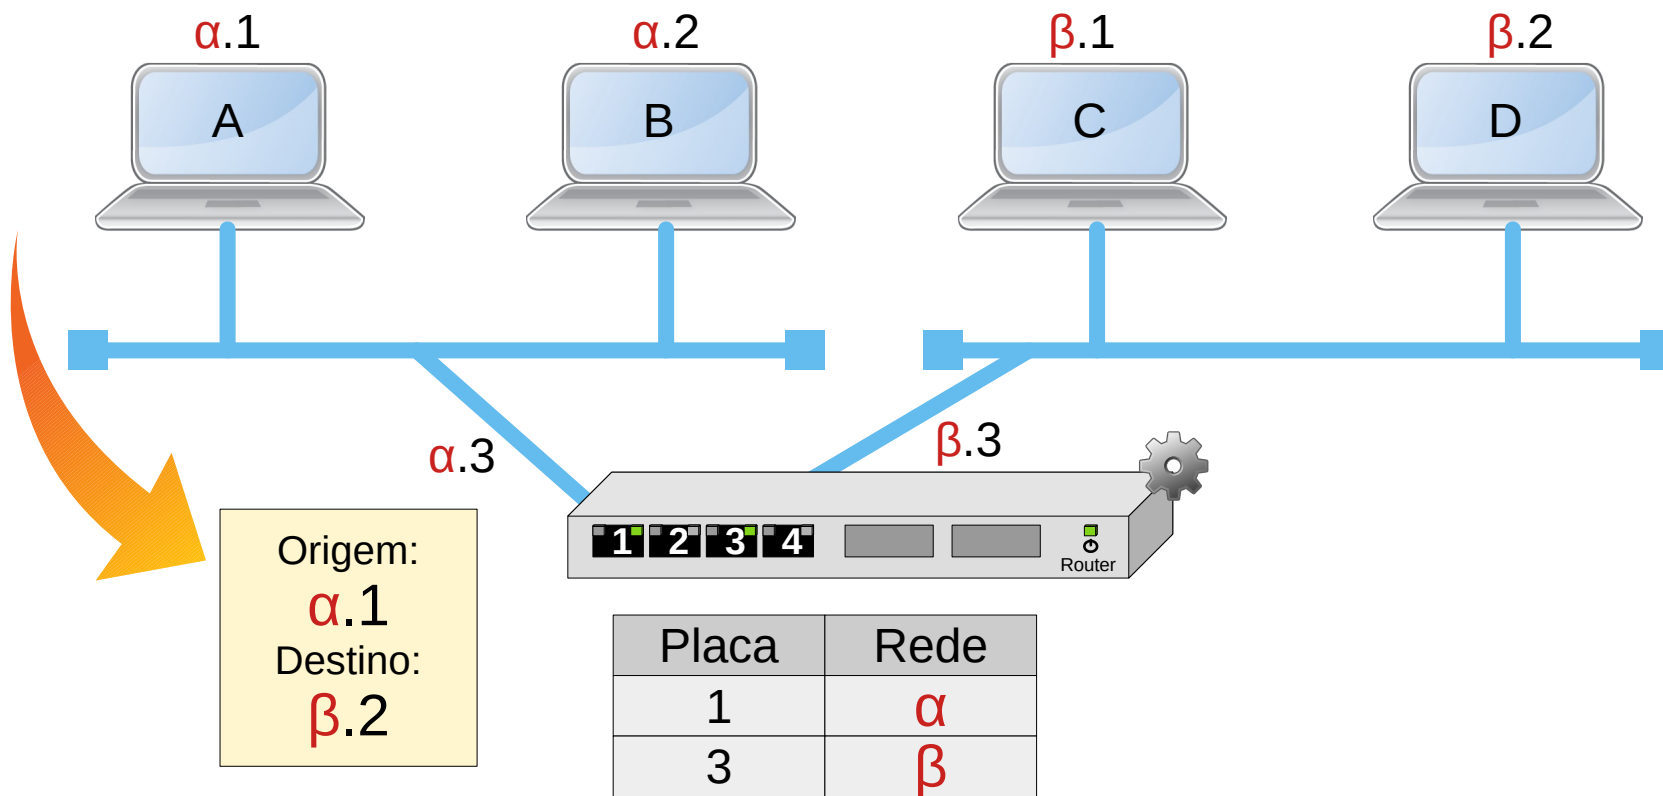 α.1 α.2 β.1 β.2
A B C D
α.3 β.3
1 2 3 4
Router
Origem:
α.1
Destino:
β.2
Placa Rede
1 α
3 β